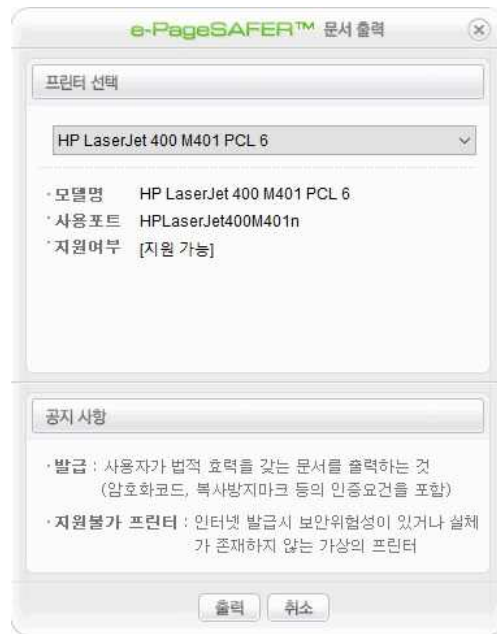 e-PageSAFER™ 문서 출력
프린터 선택
HP LaserJet 400 M401 PCL 6
·모델명 HP LaserJet 400 M401 PCL 6
·사용포트 HPLaserJet400M401n
·지원여부 [지원 가능]
공지 사항
·발급 : 사용자가 법적 효력을 갖는 문서를 출력하는 것
(암호화코드, 복사방지마크 등의 인증요건을 포함)
·지원불가 프린터 : 인터넷 발급시 보안위험성이 있거나 실체
가 존재하지 않는 가상의 프린터
출력 취소